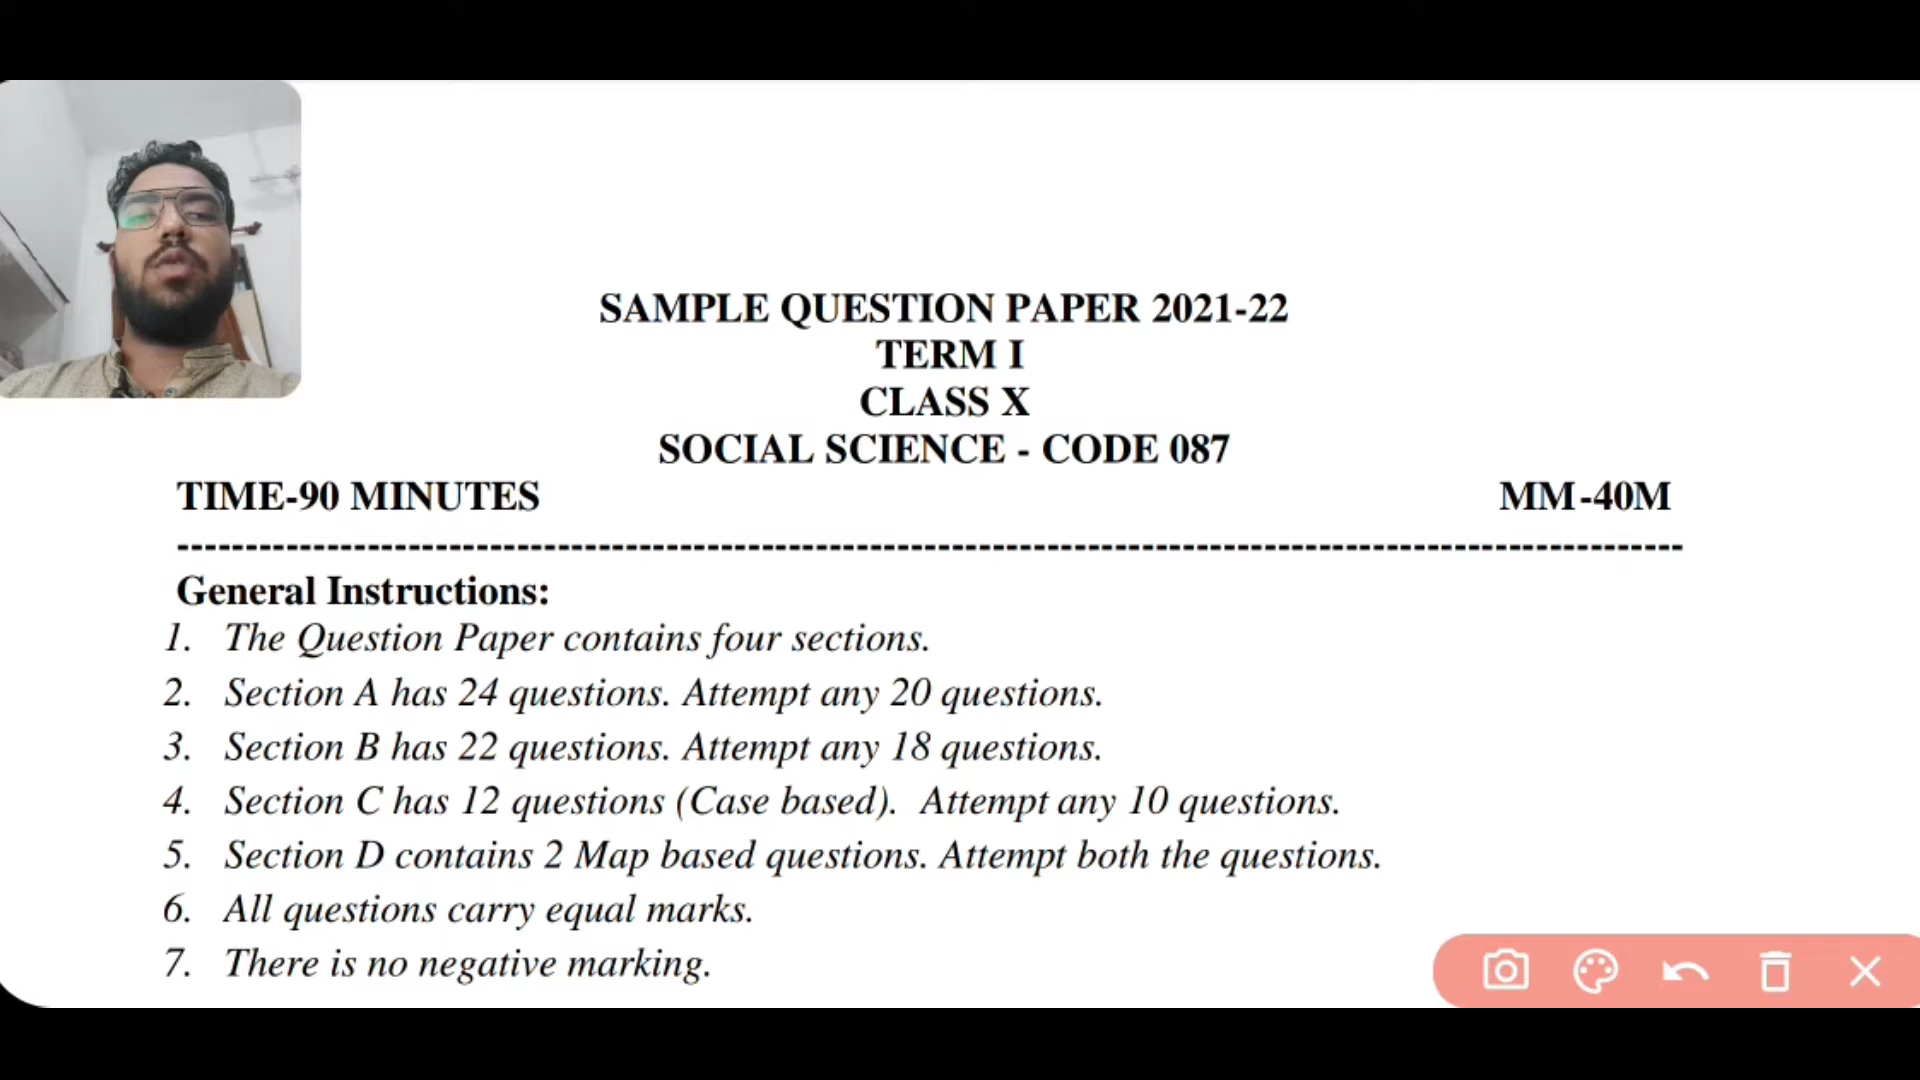 SAMPLE QUESTION PAPER 2021-22
TERM I
CLASS X
SOCIAL SCIENCE - CODE 087
TIME-90 MINUTES MM-40M
General Instructions:
1. The Question Paper contains four sections.
2. Section A has 24 questions. Attempt any 20 questions.
3. Section B has 22 questions. Attempt any 18 questions.
4. Section C has 12 questions (Case based). Attempt any 10 questions.
5. Section D contains 2 Map based questions. Attempt both the questions.
6. All questions carry equal marks.
7. There is no negative marking.